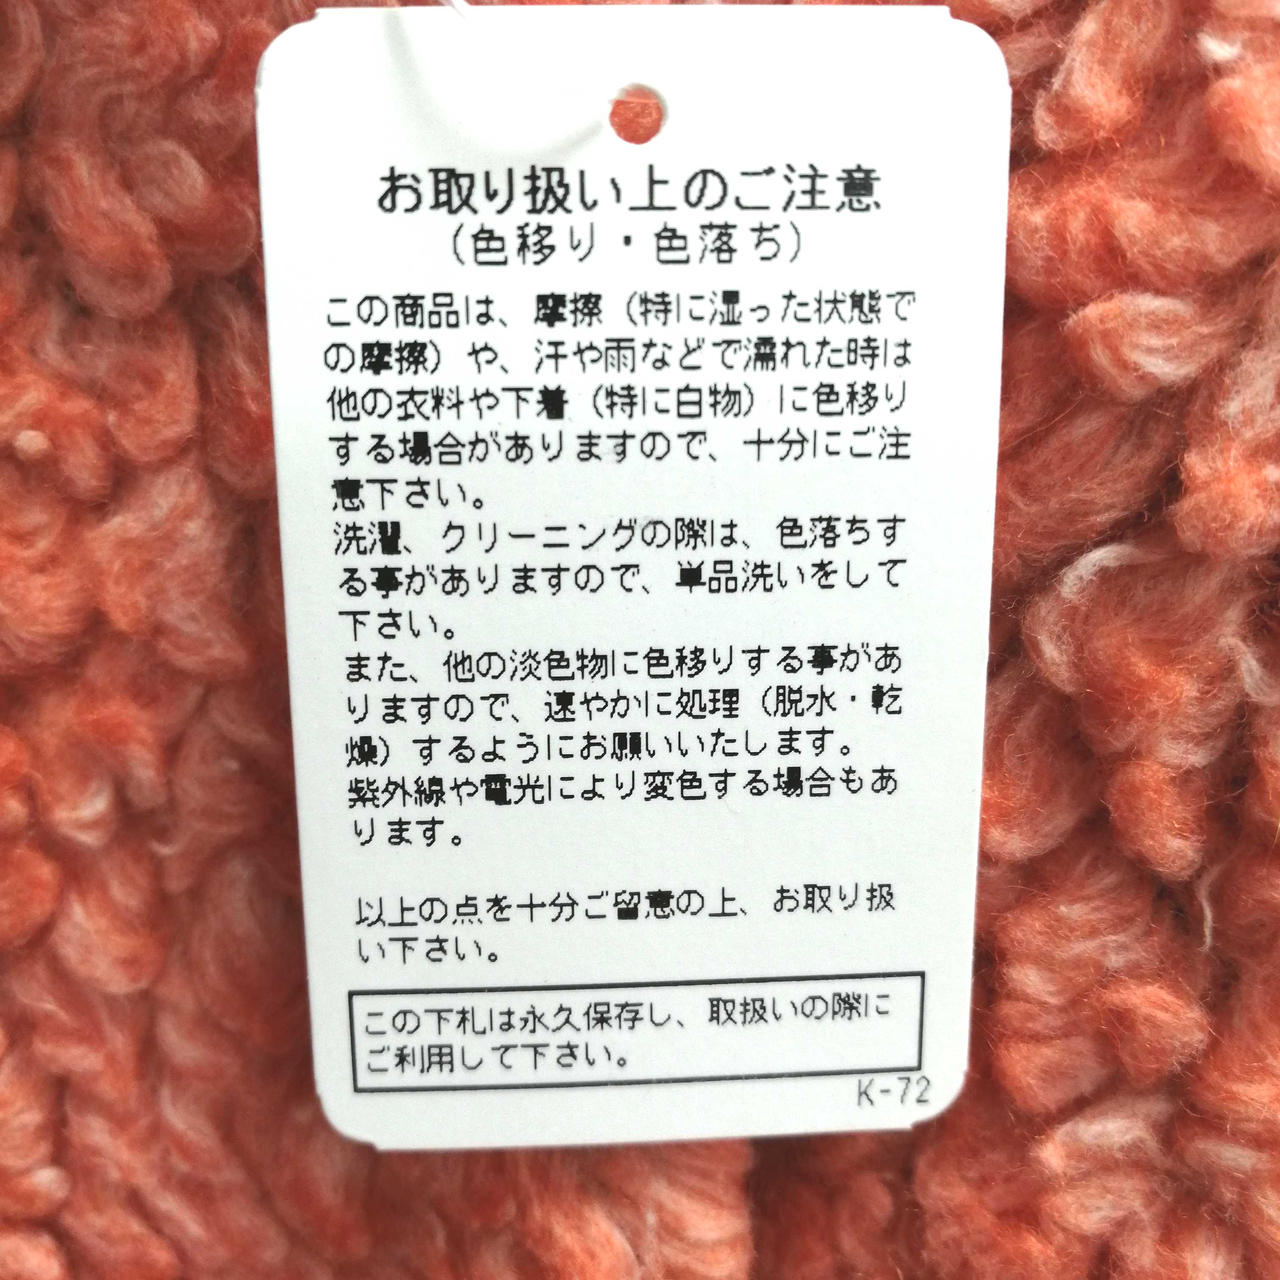 お取り扱い上のご注意
（色移り・色落ち）
この商品は、摩擦（特に湿った状態で
の摩擦）や、汗や雨などで濡れた時は
他の衣料や下着（特に白物）に色移り
する場合がありますので、十分にご注
意下さい。
洗濯、クリーニングの際は、色落ちす
る事がありますので、単品洗いをして
下さい。
また、他の淡色物に色移りする事があ
りますので、速やかに処理（脱水・乾
燥）するようにお願いいたします。
紫外線や電光により変色する場合もあ
ります。
以上の点を十分ご留意の上、お取り扱
い下さい。
この下札は永久保存し、取扱いの際に
ご利用して下さい。
K-72